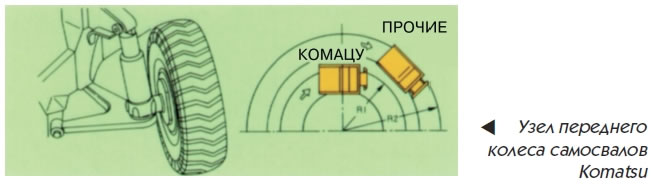 ПРОЧИЕ
КОМАЦУ
R1
R2
◀ Узел переднего
колеса самосвалов
Komatsu